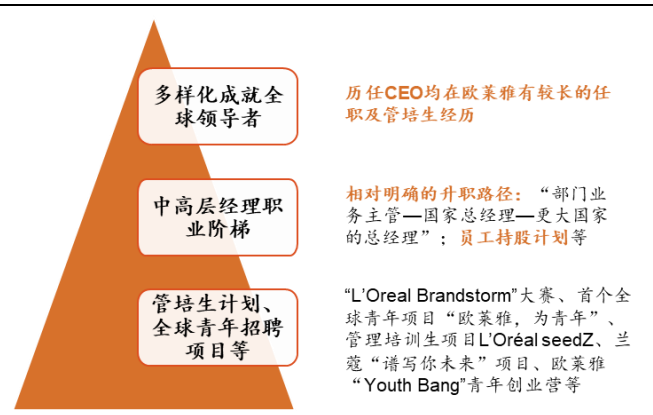 多样化成就全
球领导者
历任CEO均在欧莱雅有较长的任
职及管培生经历
中高层经理职
业阶梯
相对明确的升职路径：“部门业
务主管—国家总经理—更大国家
的总经理”；员工持股计划等
管培生计划、
全球青年招聘
项目等
“L’Oreal Brandstorm”大赛、首个全
球青年项目“欧莱雅，为青年”、
管理培训生项目L’Oréal seedZ、兰
蔻“谱写你未来”项目、欧莱雅
“Youth Bang”青年创业营等